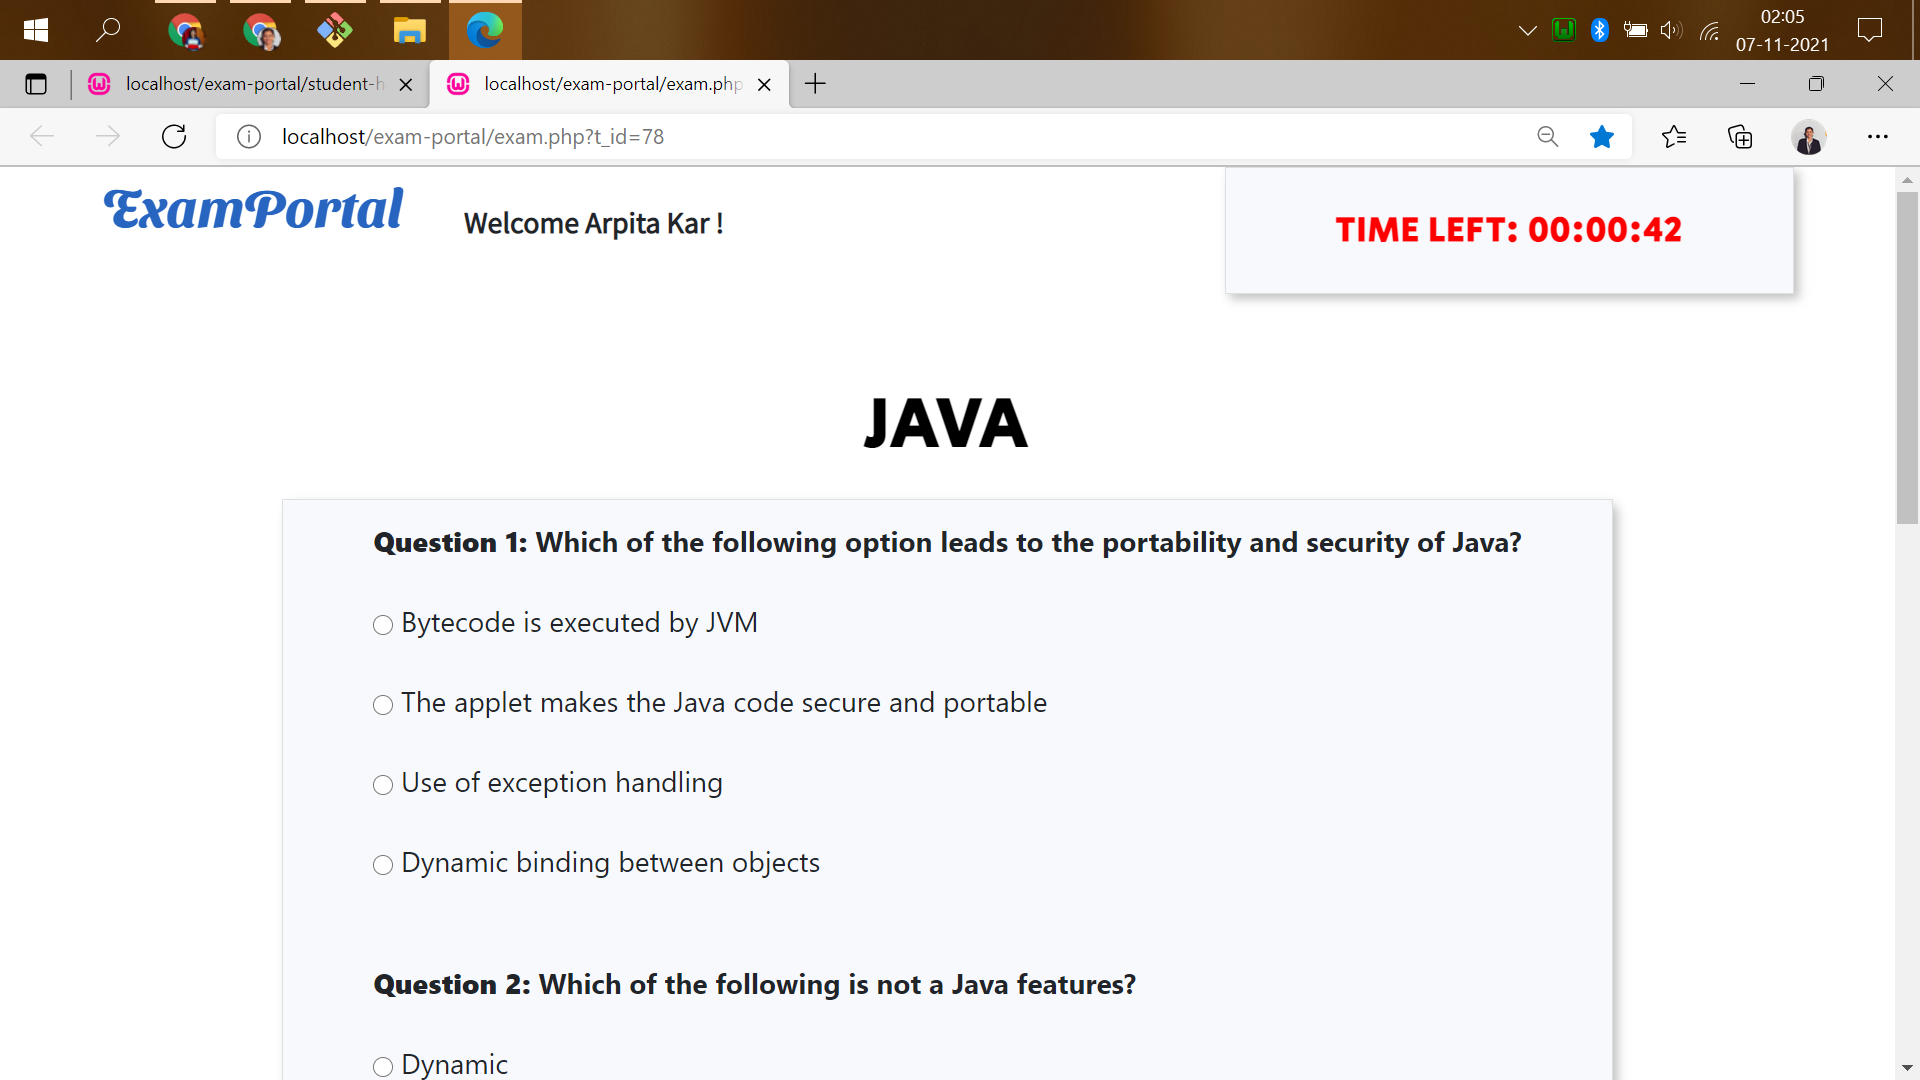 02:05
07-11-2021
localhost/exam-portal/student-h
localhost/exam-portal/exam.php
localhost/exam-portal/exam.php?t_id=78
ExamPortal
Welcome Arpita Kar !
TIME LEFT: 00:00:42
JAVA
Question 1: Which of the following option leads to the portability and security of Java?
Bytecode is executed by JVM
The applet makes the Java code secure and portable
Use of exception handling
Dynamic binding between objects
Question 2: Which of the following is not a Java features?
Dynamic